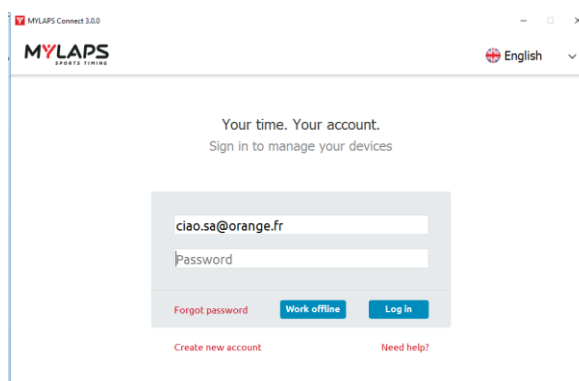 MYLAPS Connect 3.0.0
MYLAPS
SPORTS TIMING
English
Your time. Your account.
Sign in to manage your devices
ciao.sa@orange.fr
Password
Forgot password
Work offline
Log in
Create new account
Need help?